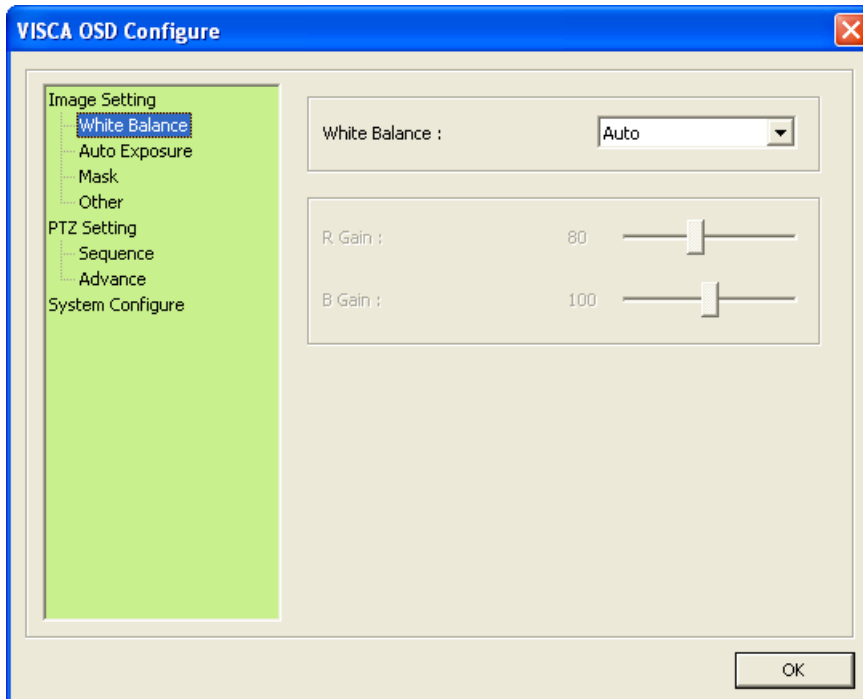 VISCA OSD Configure
Image Setting
White Balance
Auto Exposure
Mask
Other
PTZ Setting
Sequence
Advance
System Configure
White Balance : Auto
R Gain : 80
B Gain : 100
OK